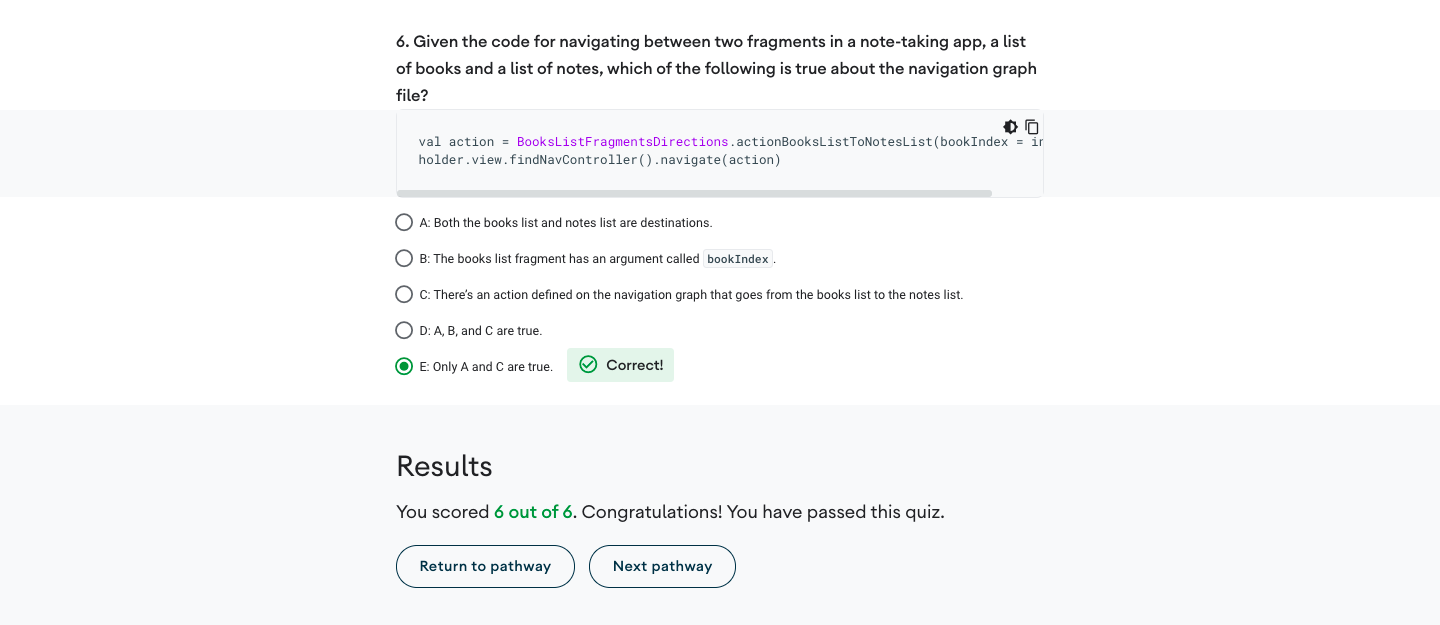 6. Given the code for navigating between two fragments in a note-taking app, a list
of books and a list of notes, which of the following is true about the navigation graph
file?
val action = BooksListFragmentsDirections.actionBooksListToNotesList(bookIndex = in
holder.view.findNavController().navigate(action)
A: Both the books list and notes list are destinations.
B: The books list fragment has an argument called bookIndex.
C: There’s an action defined on the navigation graph that goes from the books list to the notes list.
D: A, B, and C are true.
E: Only A and C are true. Correct!
Results
You scored 6 out of 6. Congratulations! You have passed this quiz.
Return to pathway Next pathway